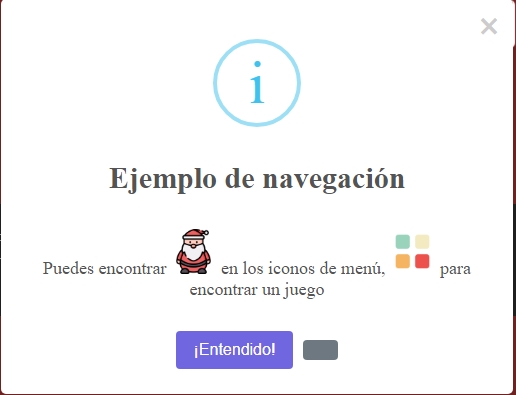 ×
i
Ejemplo de navegación
Puedes encontrar en los iconos de menú, para
encontrar un juego
¡Entendido!